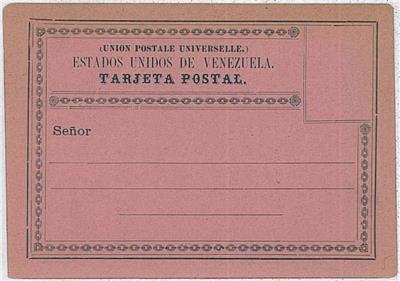 (UNION POSTALE UNIVERSELLE.)
ESTADOS UNIDOS DE VENEZUELA.
TARJETA POSTAL.
Señor